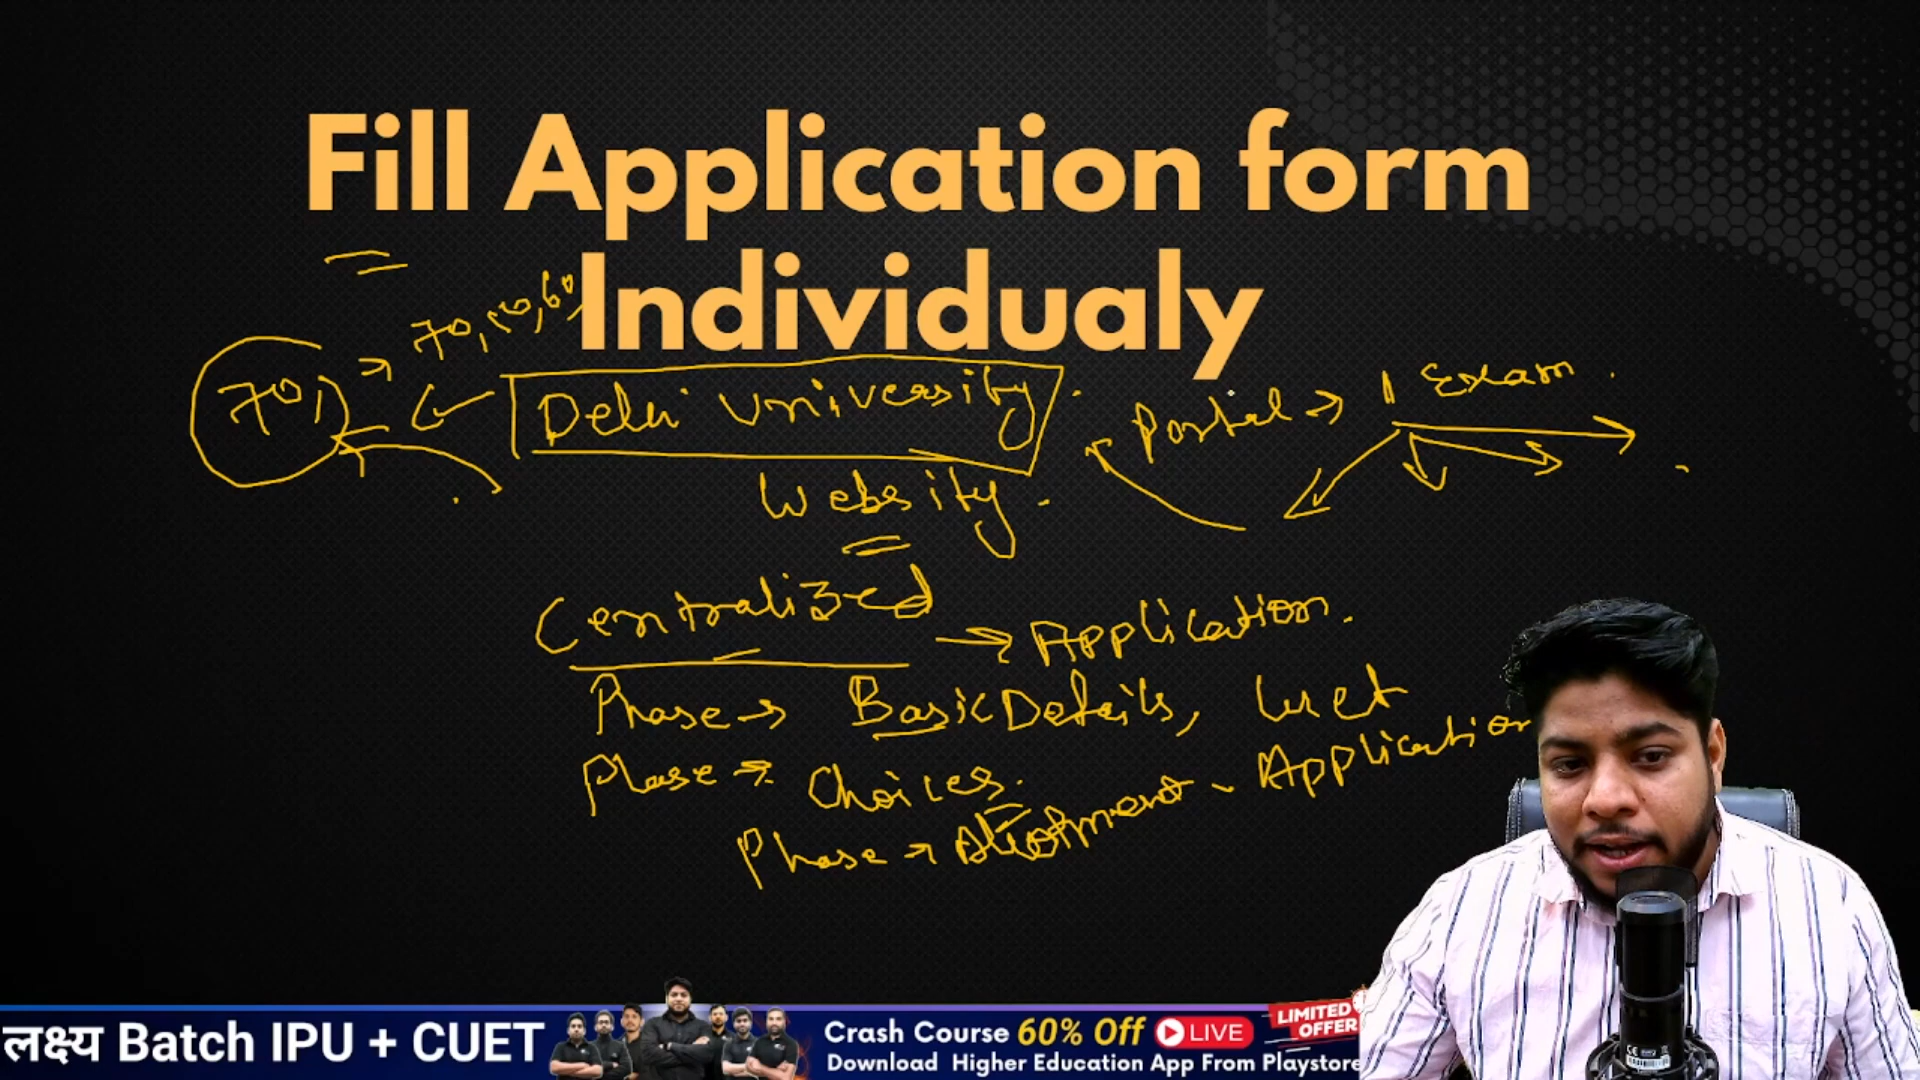 Fill Application form
Individualy
70, 50, 60,
70,
Delhi University.
Portal → 1 Exam.
Website.
Centralized
→ Application.
Phase → Basic Details, Cuet
Phase → Choices.
Phase → Allotment - Application
लक्ष्य Batch IPU + CUET
Crash Course 60% Off LIVE
LIMITED
OFFER
Download Higher Education App From Playstore